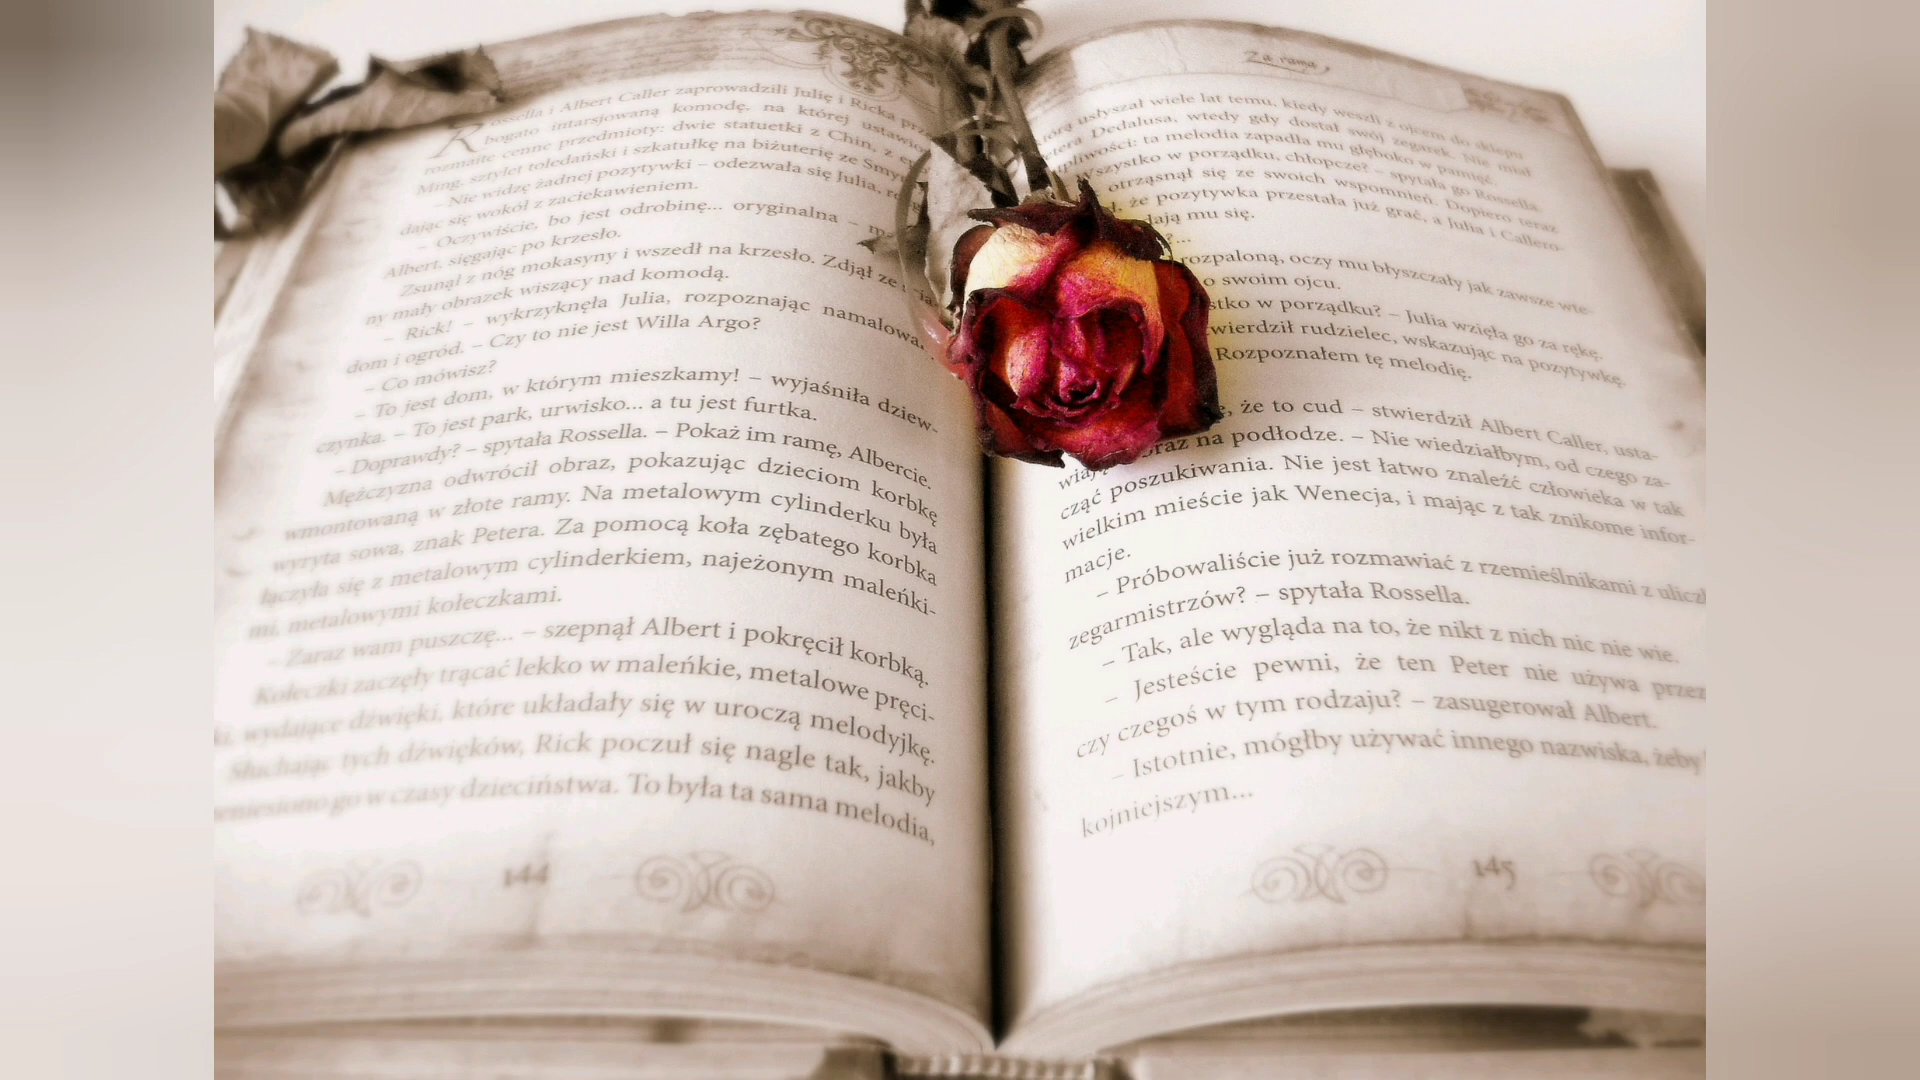 Rossella i Albert Caller zaprowadzili Julię i Ricka
bogato intarsjowaną komodę, na której
rozmaite cenne przedmioty: dwie statuetki z Chin, z
Ming, sztylet toledański i szkatułkę na biżuterię ze
– Nie widzę żadnej pozytywki – odezwała się Julia,
dając się wokół z zaciekawieniem.
– Oczywiście, bo jest odrobinę... oryginalna –
Albert, sięgając po krzesło.
Zsunął z nóg mokasyny i wszedł na krzesło. Zdjął ze
ny mały obrazek wiszący nad komodą.
– Rick! – wykrzyknęła Julia, rozpoznając
dom i ogród. – Czy to nie jest Willa Argo?
– Co mówisz?
– To jest dom, w którym mieszkamy! – wyjaśniła dziew-
czynka. – To jest park, urwisko... a tu jest furtka.
– Doprawdy? – spytała Rossella. – Pokaż im ramę, Albercie.
Mężczyzna odwrócił obraz, pokazując dzieciom korbkę
wmontowaną w złote ramy. Na metalowym cylinderku była
wyryta sowa, znak Petera. Za pomocą koła zębatego korbka
łączyła się z metalowym cylinderkiem, najeżonym maleńki-
mi, metalowymi kołeczkami.
– Zaraz wam puszczę... – szepnął Albert i pokręcił korbką.
Kołeczki zaczęły trącać lekko w maleńkie, metalowe pręci-
ki, wydające dźwięki, które układały się w uroczą melodyjkę.
Słuchając tych dźwięków, Rick poczuł się nagle tak, jakby
go w czasy dzieciństwa. To była ta sama melodia,
144
Za ramą,
usłyszał wiele lat temu, kiedy weszli z ojcem do sklepu
Dedalusa, wtedy gdy dostał swój zegarek. Nie miał
ta melodia zapadła mu głęboko w pamięć.
Wszystko w porządku, chłopcze? – spytała go Rossella.
otrząsnął się ze swoich wspomnień. Dopiero teraz
że pozytywka przestała już grać, a Julia i Callero-
mu się.
rozpaloną, oczy mu błyszczały jak zawsze wte-
o swoim ojcu.
w porządku? – Julia wzięła go za rękę.
rudzielec, wskazując na pozytywkę.
Rozpoznałem tę melodię.
że to cud – stwierdził Albert Caller, usta-
na podłodze. – Nie wiedziałbym, od czego za-
cząć poszukiwania. Nie jest łatwo znaleźć człowieka w tak
wielkim mieście jak Wenecja, i mając z tak znikome infor-
macje.
– Próbowaliście już rozmawiać z rzemieślnikami z
zegarmistrzów? – spytała Rossella.
– Tak, ale wygląda na to, że nikt z nich nic nie wie.
– Jesteście pewni, że ten Peter nie używa
czy czegoś w tym rodzaju? – zasugerował Albert.
– Istotnie, mógłby używać innego nazwiska, żeby
kojniejszym...
145